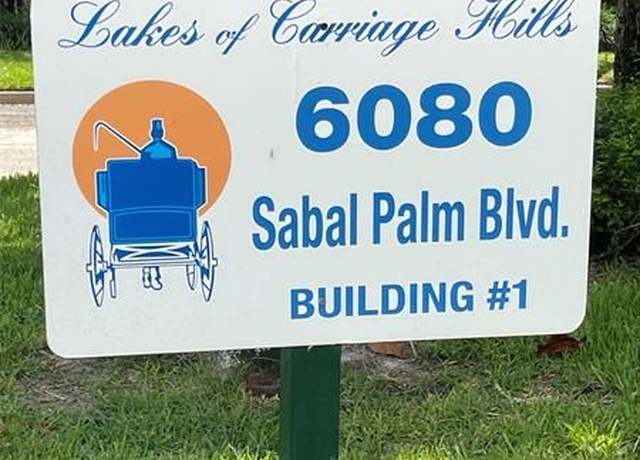 Lakes of Carriage Hills
6080
Sabal Palm Blvd.
BUILDING #1